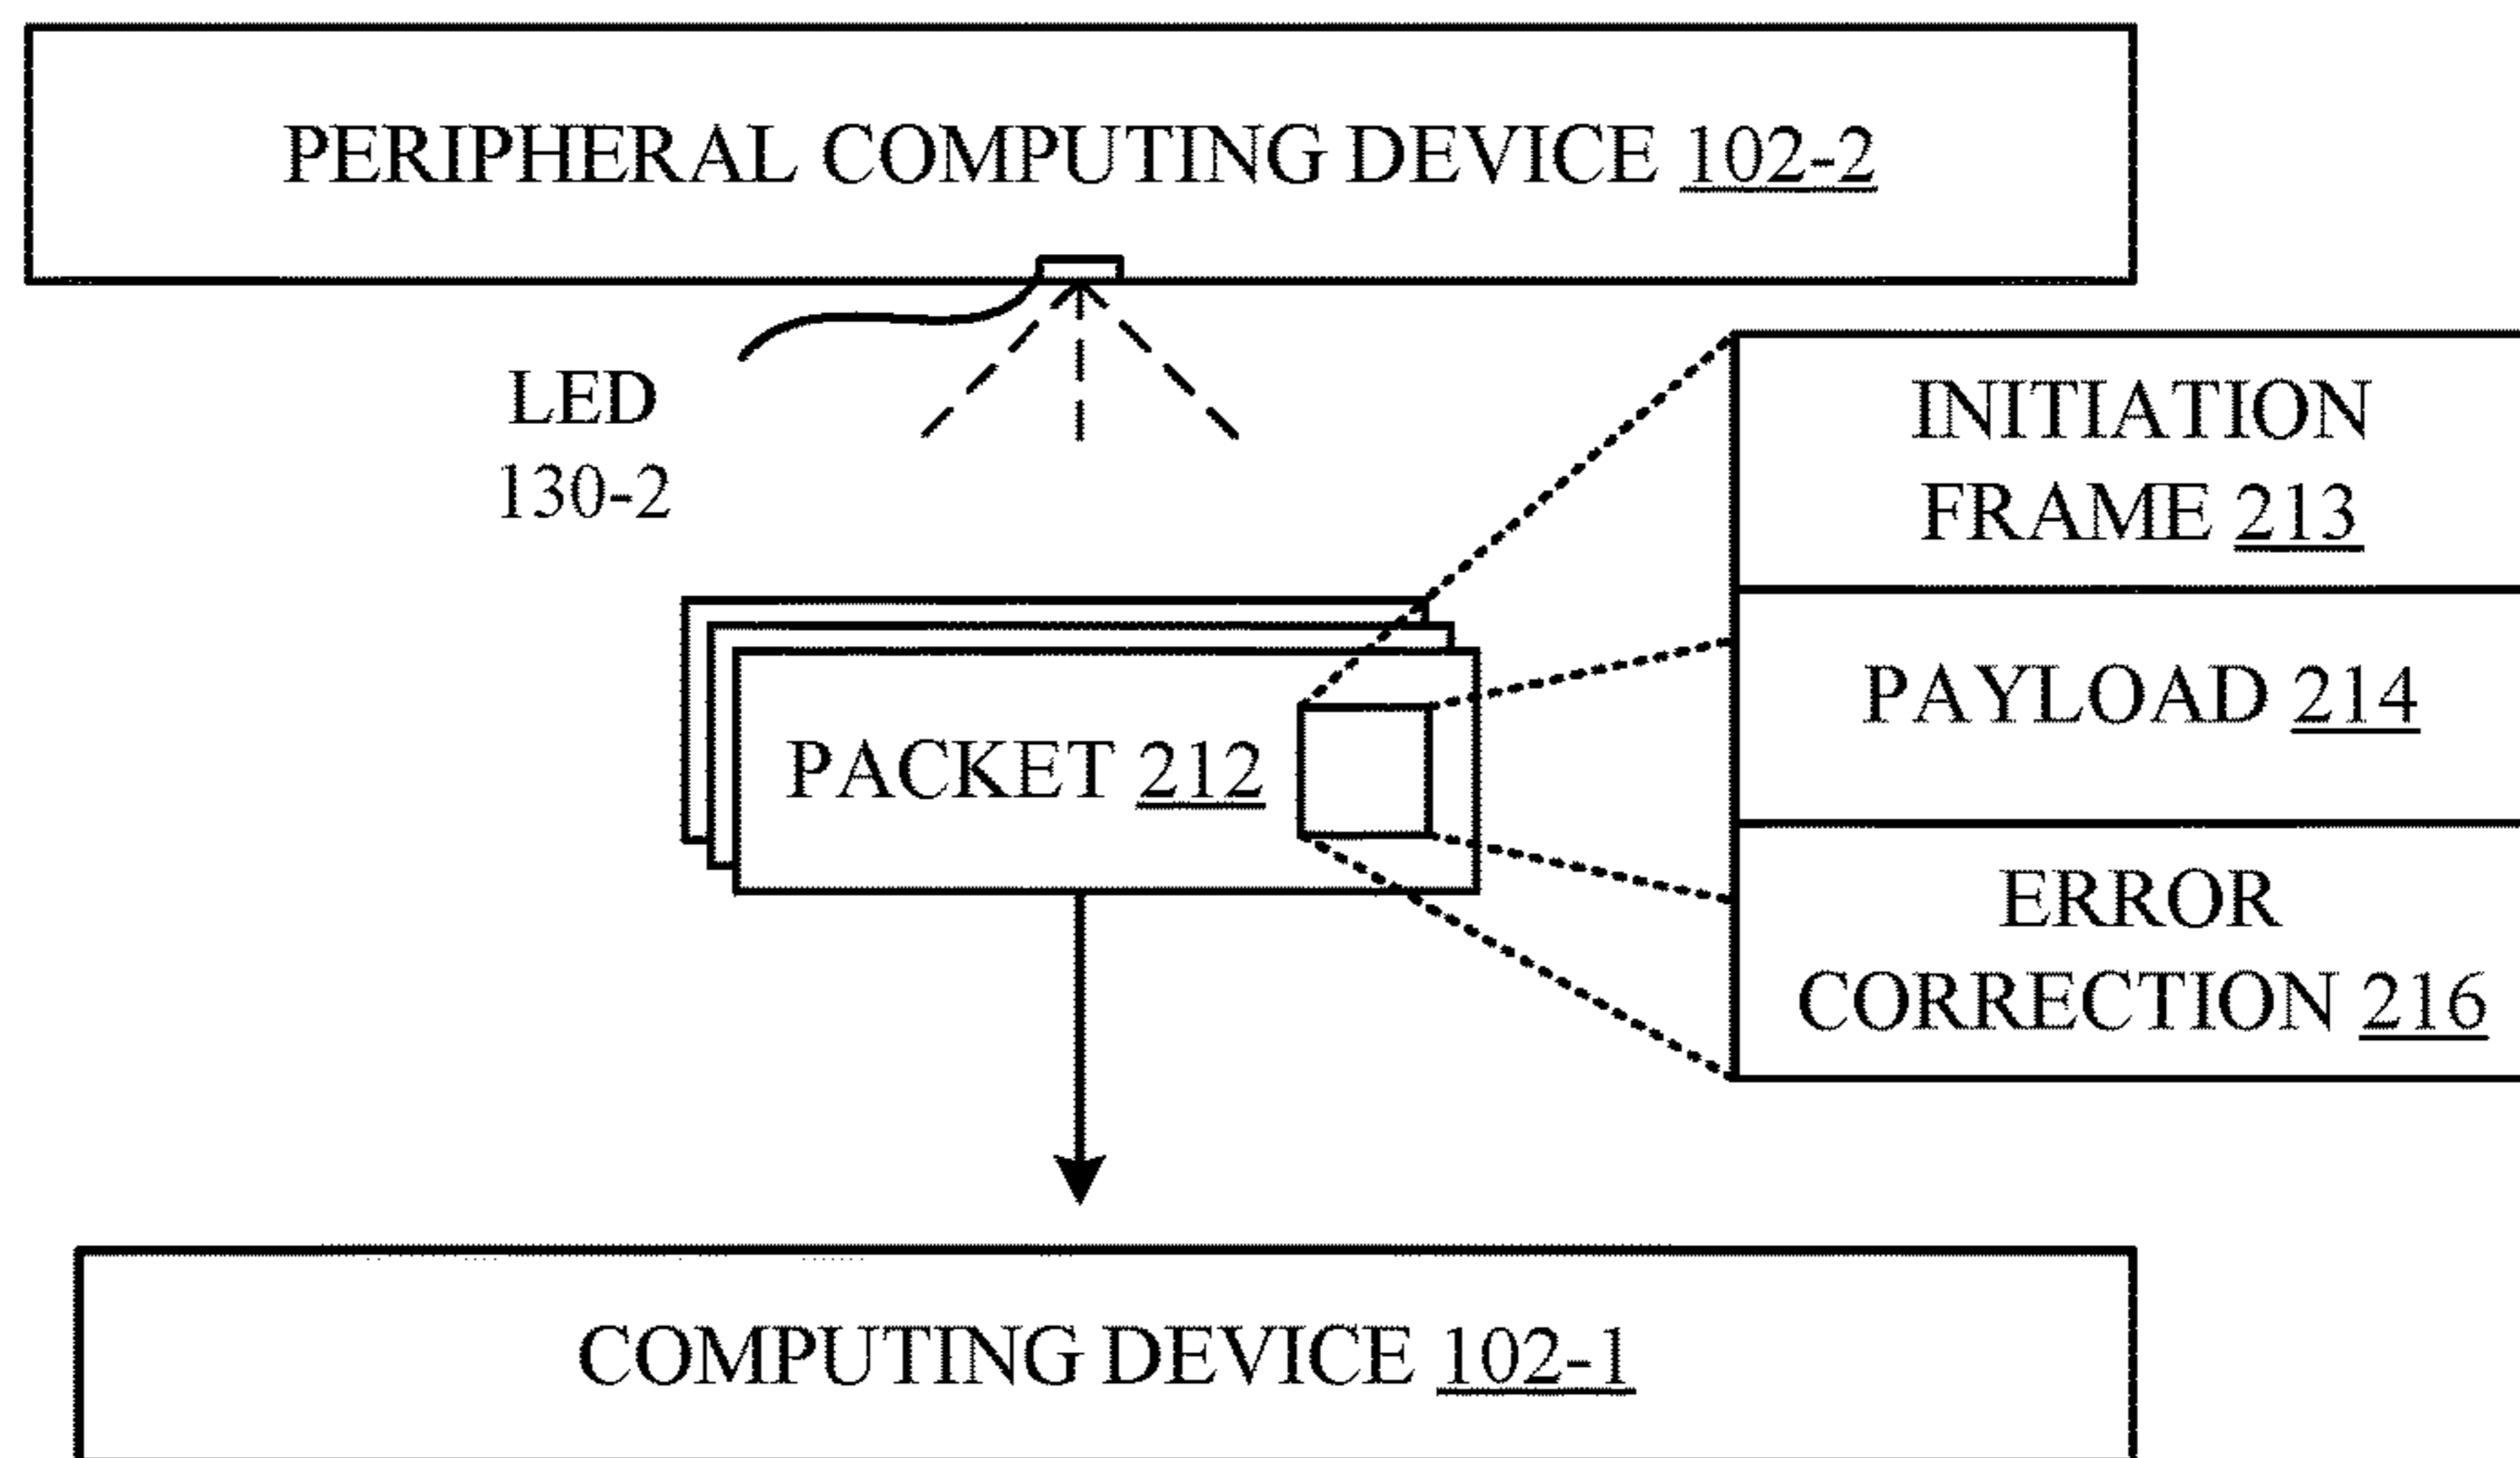 PERIPHERAL COMPUTING DEVICE 102-2
LED
130-2
INITIATION
FRAME 213
PAYLOAD 214
PACKET 212
ERROR
CORRECTION 216
COMPUTING DEVICE 102-1